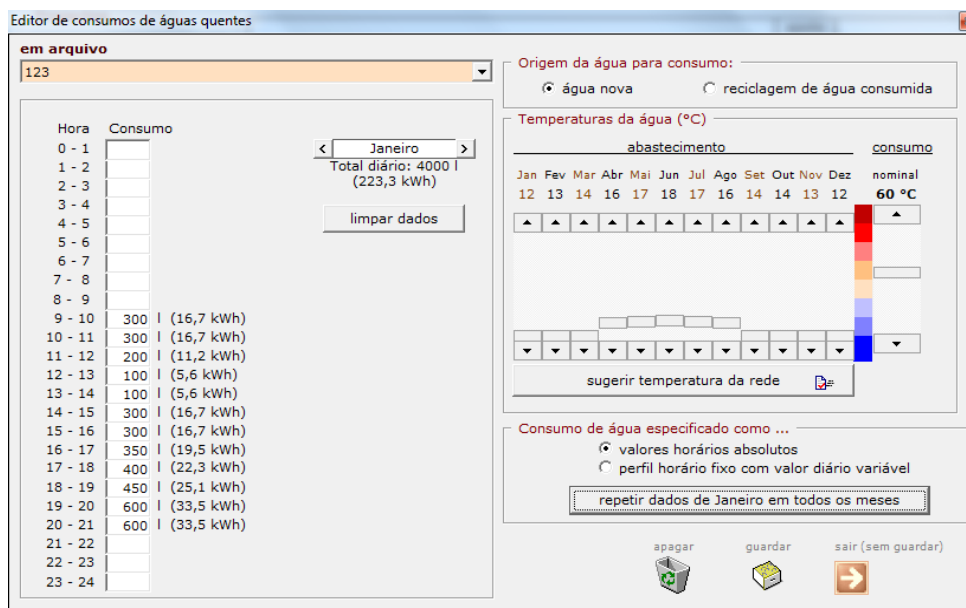 Editor de consumos de águas quentes
em arquivo
123
Hora Consumo
0 - 1
1 - 2
2 - 3
3 - 4
4 - 5
5 - 6
6 - 7
7 - 8
8 - 9
9 - 10 300 l (16,7 kWh)
10 - 11 300 l (16,7 kWh)
11 - 12 200 l (11,2 kWh)
12 - 13 100 l (5,6 kWh)
13 - 14 100 l (5,6 kWh)
14 - 15 300 l (16,7 kWh)
15 - 16 300 l (16,7 kWh)
16 - 17 350 l (19,5 kWh)
17 - 18 400 l (22,3 kWh)
18 - 19 450 l (25,1 kWh)
19 - 20 600 l (33,5 kWh)
20 - 21 600 l (33,5 kWh)
21 - 22
22 - 23
23 - 24
< Janeiro >
Total diário: 4000 l
(223,3 kWh)
limpar dados
Origem da água para consumo:
água nova reciclagem de água consumida
Temperaturas da água (°C)
abastecimento consumo
Jan Fev Mar Abr Mai Jun Jul Ago Set Out Nov Dez nominal
12 13 14 16 17 18 17 16 14 14 13 12 60 °C
sugerir temperatura da rede
Consumo de água especificado como ...
valores horários absolutos
perfil horário fixo com valor diário variável
repetir dados de Janeiro em todos os meses
apagar guardar sair (sem guardar)